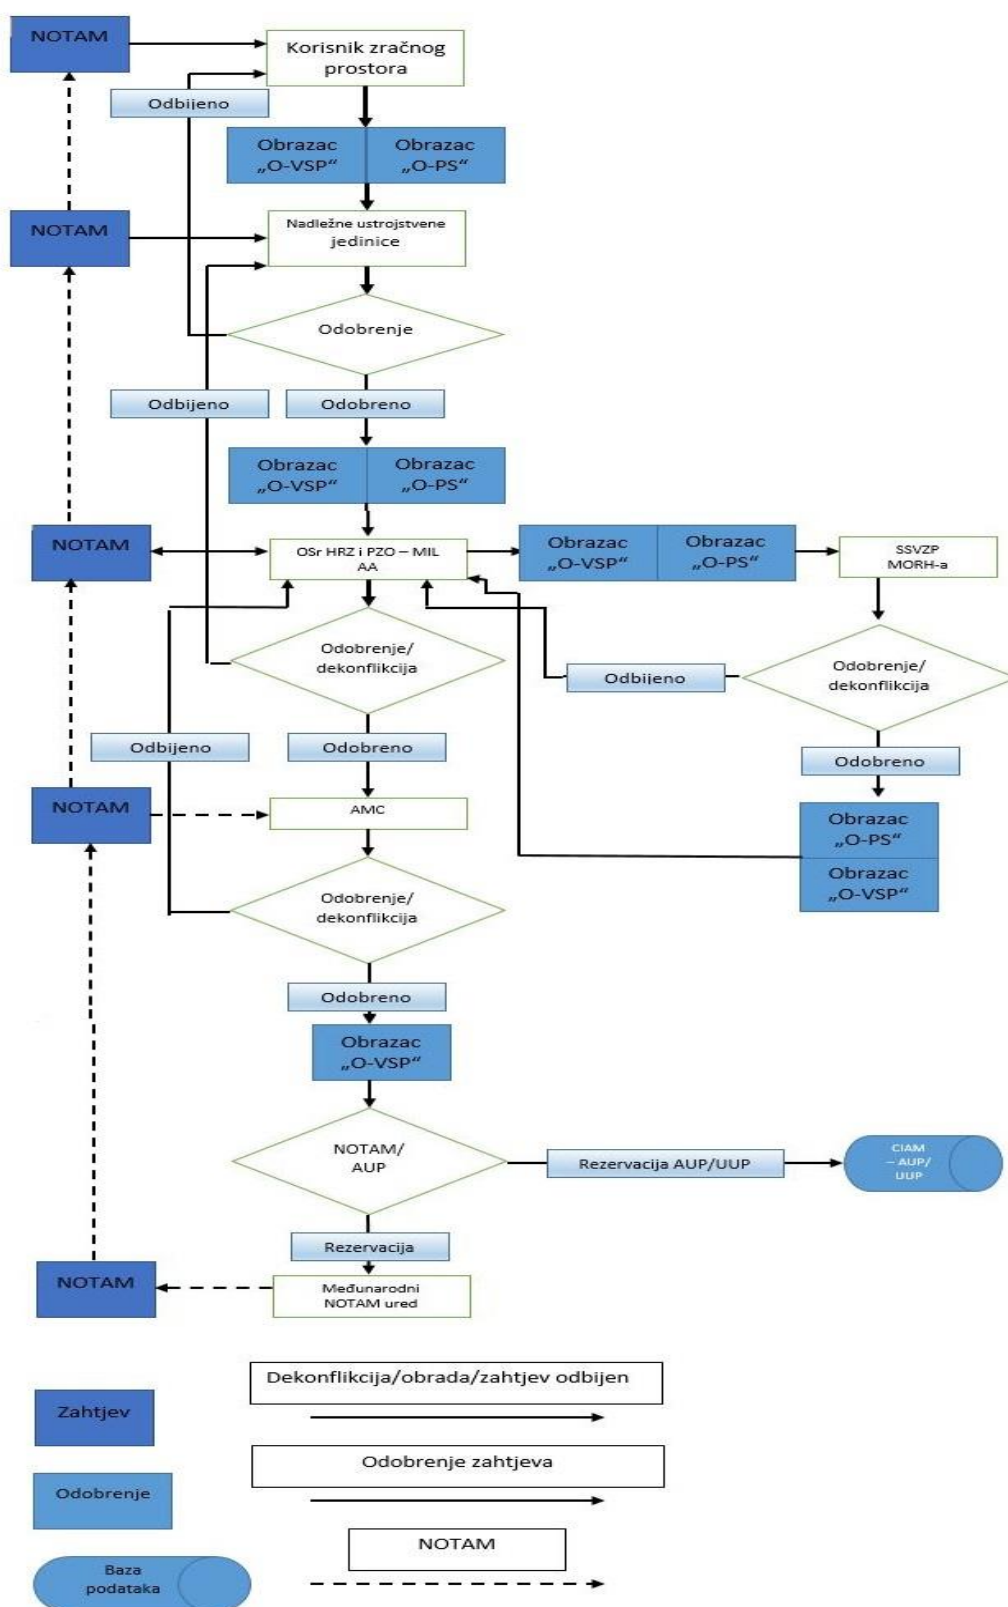 NOTAM
Korisnik zračnog
prostora
Odbijeno
Obrazac
„O-VSP“
Obrazac
„O-PS“
NOTAM
Nadležne ustrojstvene
jedinice
Odobrenje
Odbijeno
Odobreno
Obrazac
„O-VSP“
Obrazac
„O-PS“
NOTAM
OSr HRZ i PZO – MIL
AA
Obrazac
„O-VSP“
Obrazac
„O-PS“
SSVZP
MORH-a
Odobrenje/
dekonflikcija
Odbijeno
Odobrenje/
dekonflikcija
Odbijeno
Odobreno
Odobreno
NOTAM
AMC
Obrazac
„O-PS“
Obrazac
„O-VSP“
Odobrenje/
dekonflikcija
Odobreno
Obrazac
„O-VSP“
NOTAM/
AUP
Rezervacija AUP/UUP
CIAM
– AUP/
UUP
Rezervacija
NOTAM
Međunarodni
NOTAM ured
Dekonflikcija/obrada/zahtjev odbijen
Zahtjev
Odobrenje zahtjeva
Odobrenje
NOTAM
Baza
podataka